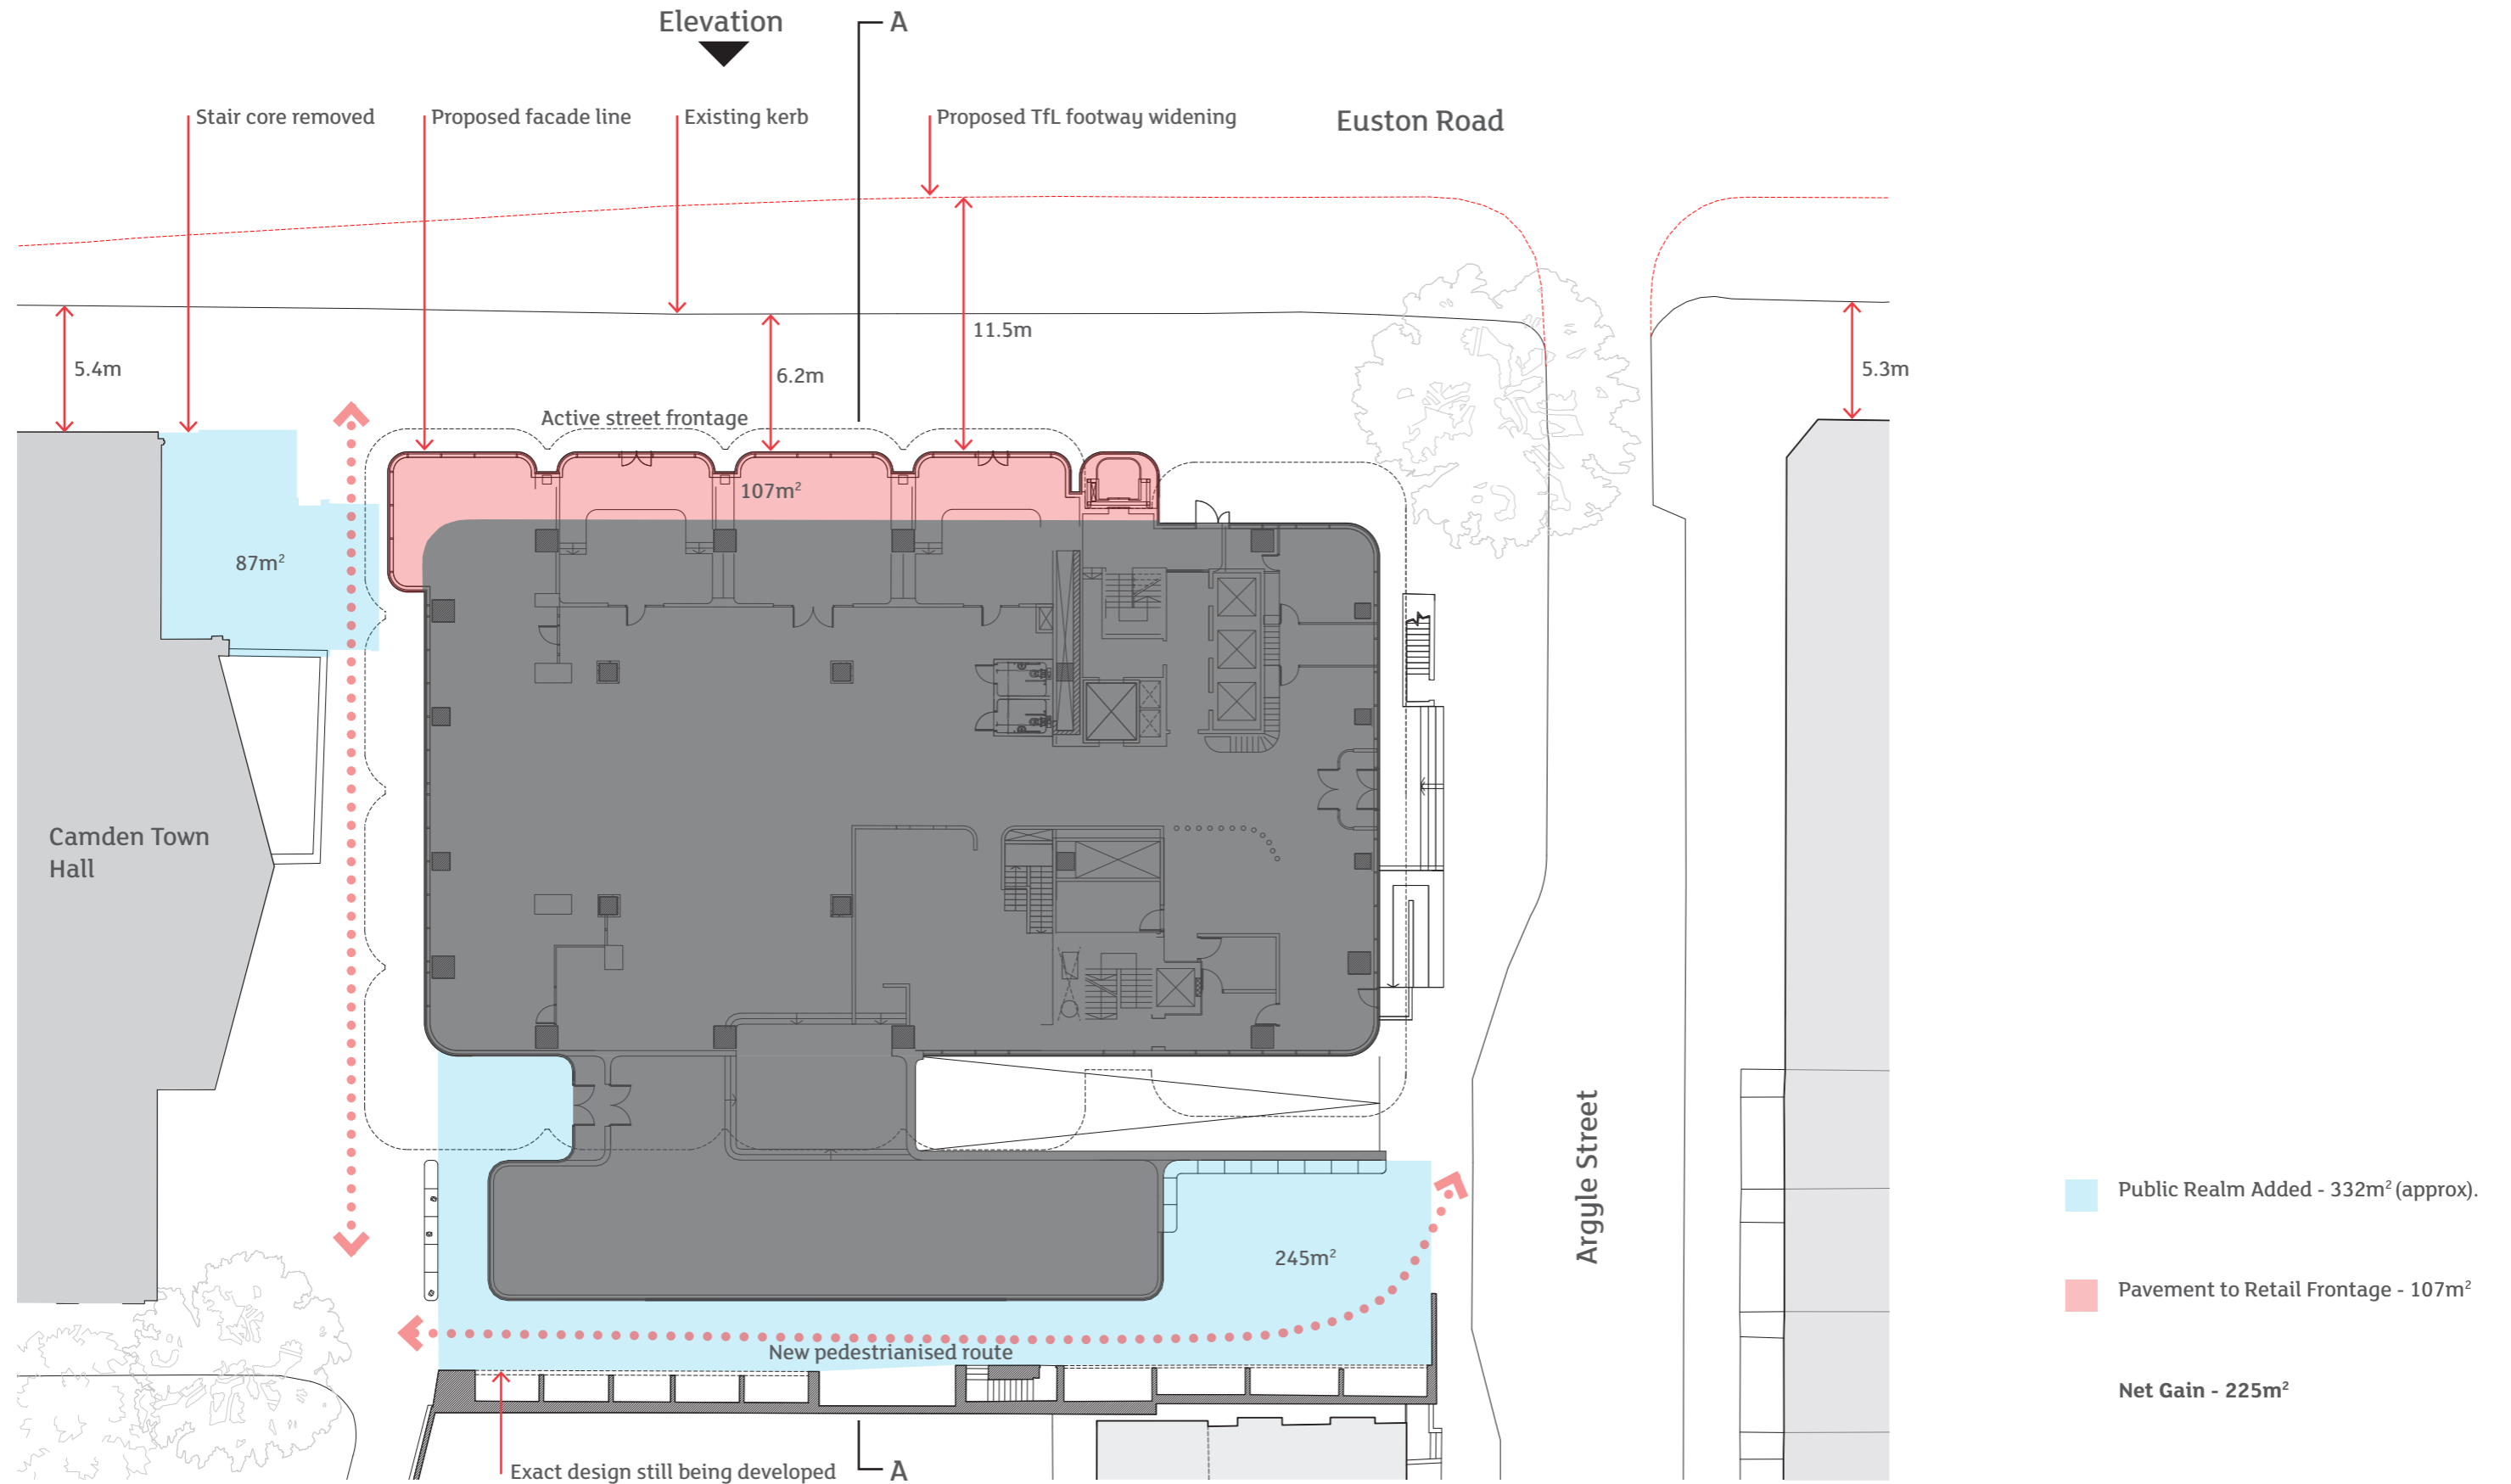 Elevation
A
Stair core removed
Proposed facade line
Existing kerb
Proposed TfL footway widening
Euston Road
11.5m
5.4m
6.2m
5.3m
Active street frontage
107m²
87m²
Camden Town
Hall
Argyle Street
Public Realm Added - 332m² (approx).
245m²
Pavement to Retail Frontage - 107m²
New pedestrianised route
Net Gain - 225m²
Exact design still being developed
A